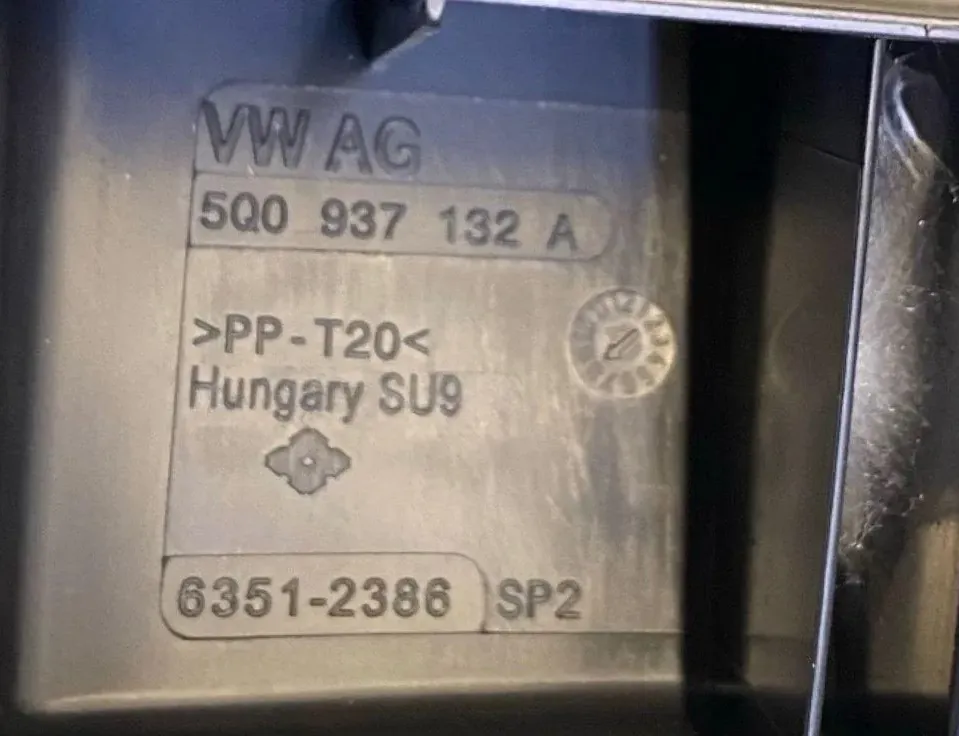 VW AG
5Q0 937 132 A
>PP-T20<
Hungary SU9
6351-2386 SP2